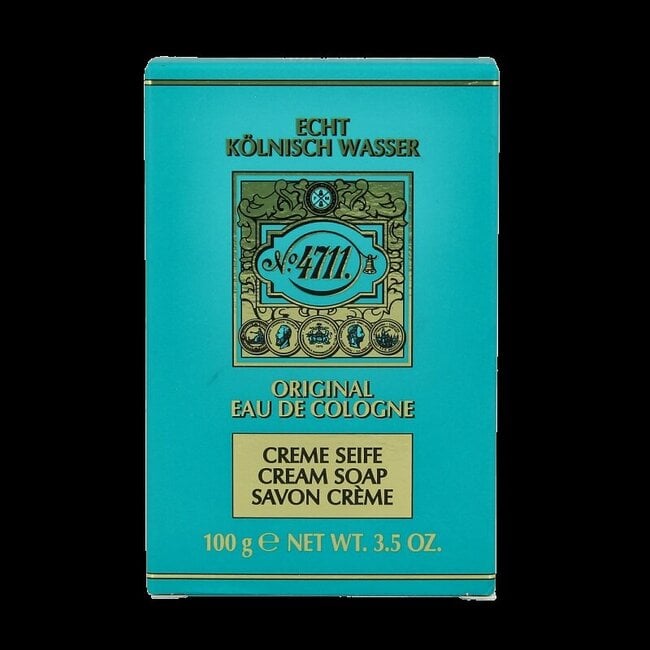 ECHT
KÖLNISCH WASSER
No. 4711.
ORIGINAL
EAU DE COLOGNE
CREME SEIFE
CREAM SOAP
SAVON CRÈME
100 g ℮ NET WT. 3.5 OZ.